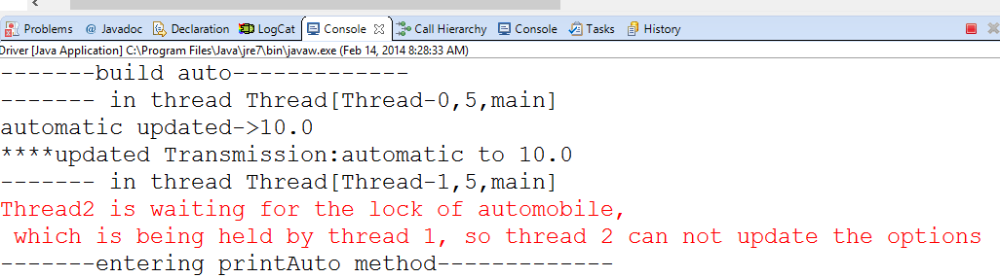 Problems @ Javadoc Declaration LogCat Console Call Hierarchy Console Tasks History
Driver [Java Application] C:\Program Files\Java\jre7\bin\javaw.exe (Feb 14, 2014 8:28:33 AM)
-------build auto-------------
------- in thread Thread[Thread-0,5,main]
automatic updated->10.0
****updated Transmission:automatic to 10.0
------- in thread Thread[Thread-1,5,main]
Thread2 is waiting for the lock of automobile,
which is being held by thread 1, so thread 2 can not update the options
-------entering printAuto method-------------